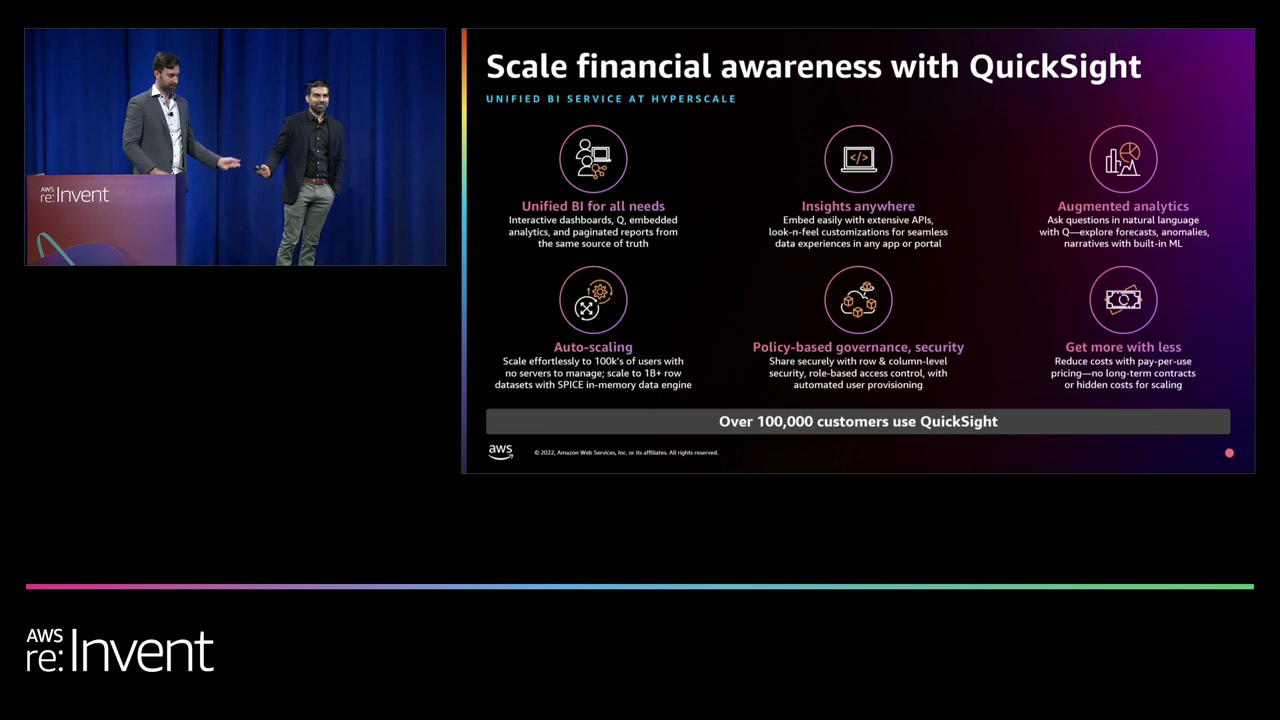 AWS
re:Invent
Scale financial awareness with QuickSight
UNIFIED BI SERVICE AT HYPERSCALE
Unified BI for all needs
Interactive dashboards, Q, embedded
analytics, and paginated reports from
the same source of truth
Insights anywhere
Embed easily with extensive APIs,
look-n-feel customizations for seamless
data experiences in any app or portal
Augmented analytics
Ask questions in natural language
with Q—explore forecasts, anomalies,
narratives with built-in ML
Auto-scaling
Scale effortlessly to 100k's of users with
no servers to manage; scale to 1B+ row
datasets with SPICE in-memory data engine
Policy-based governance, security
Share securely with row & column-level
security, role-based access control, with
automated user provisioning
Get more with less
Reduce costs with pay-per-use
pricing—no long-term contracts
or hidden costs for scaling
Over 100,000 customers use QuickSight
aws
© 2022, Amazon Web Services, Inc. or its affiliates. All rights reserved.
AWS
re:Invent